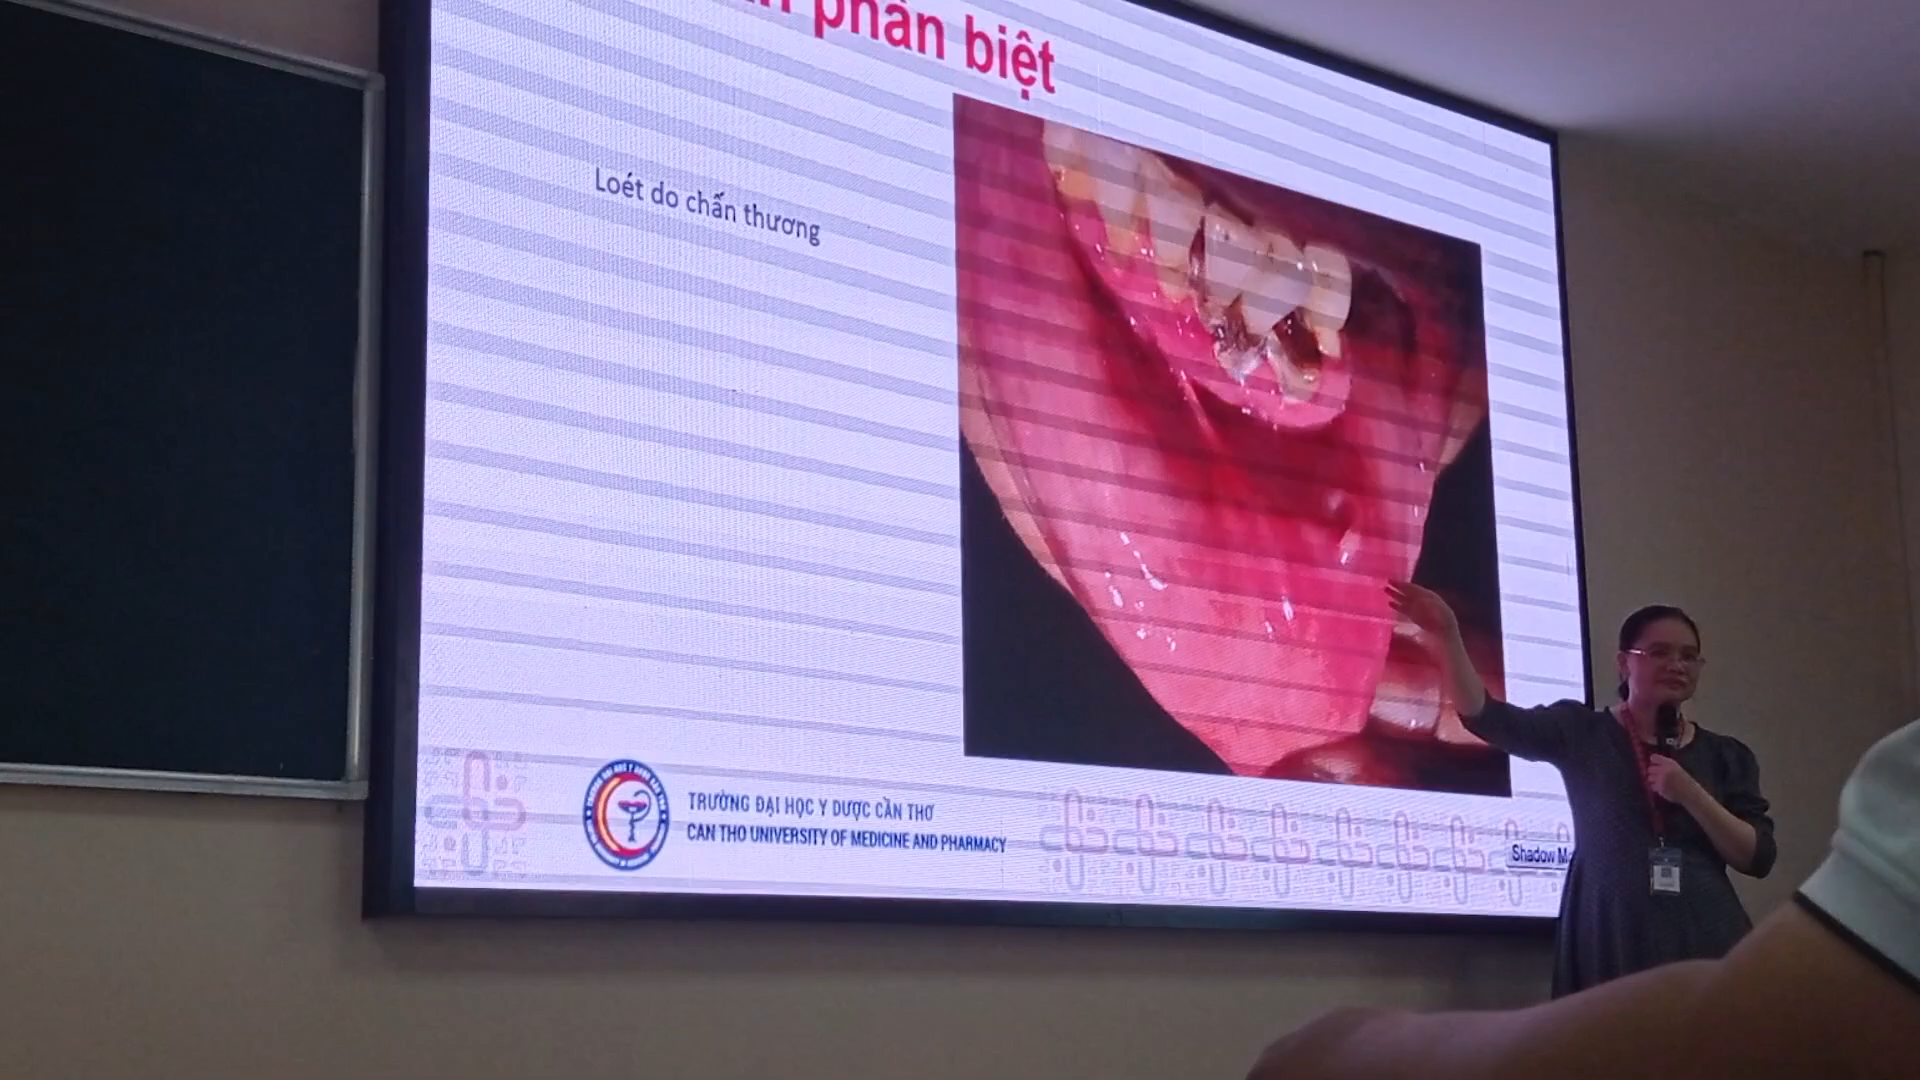 phân biệt
Loét do chấn thương
TRƯỜNG ĐẠI HỌC Y DƯỢC CẦN THƠ
CAN THO UNIVERSITY OF MEDICINE AND PHARMACY
Shadow